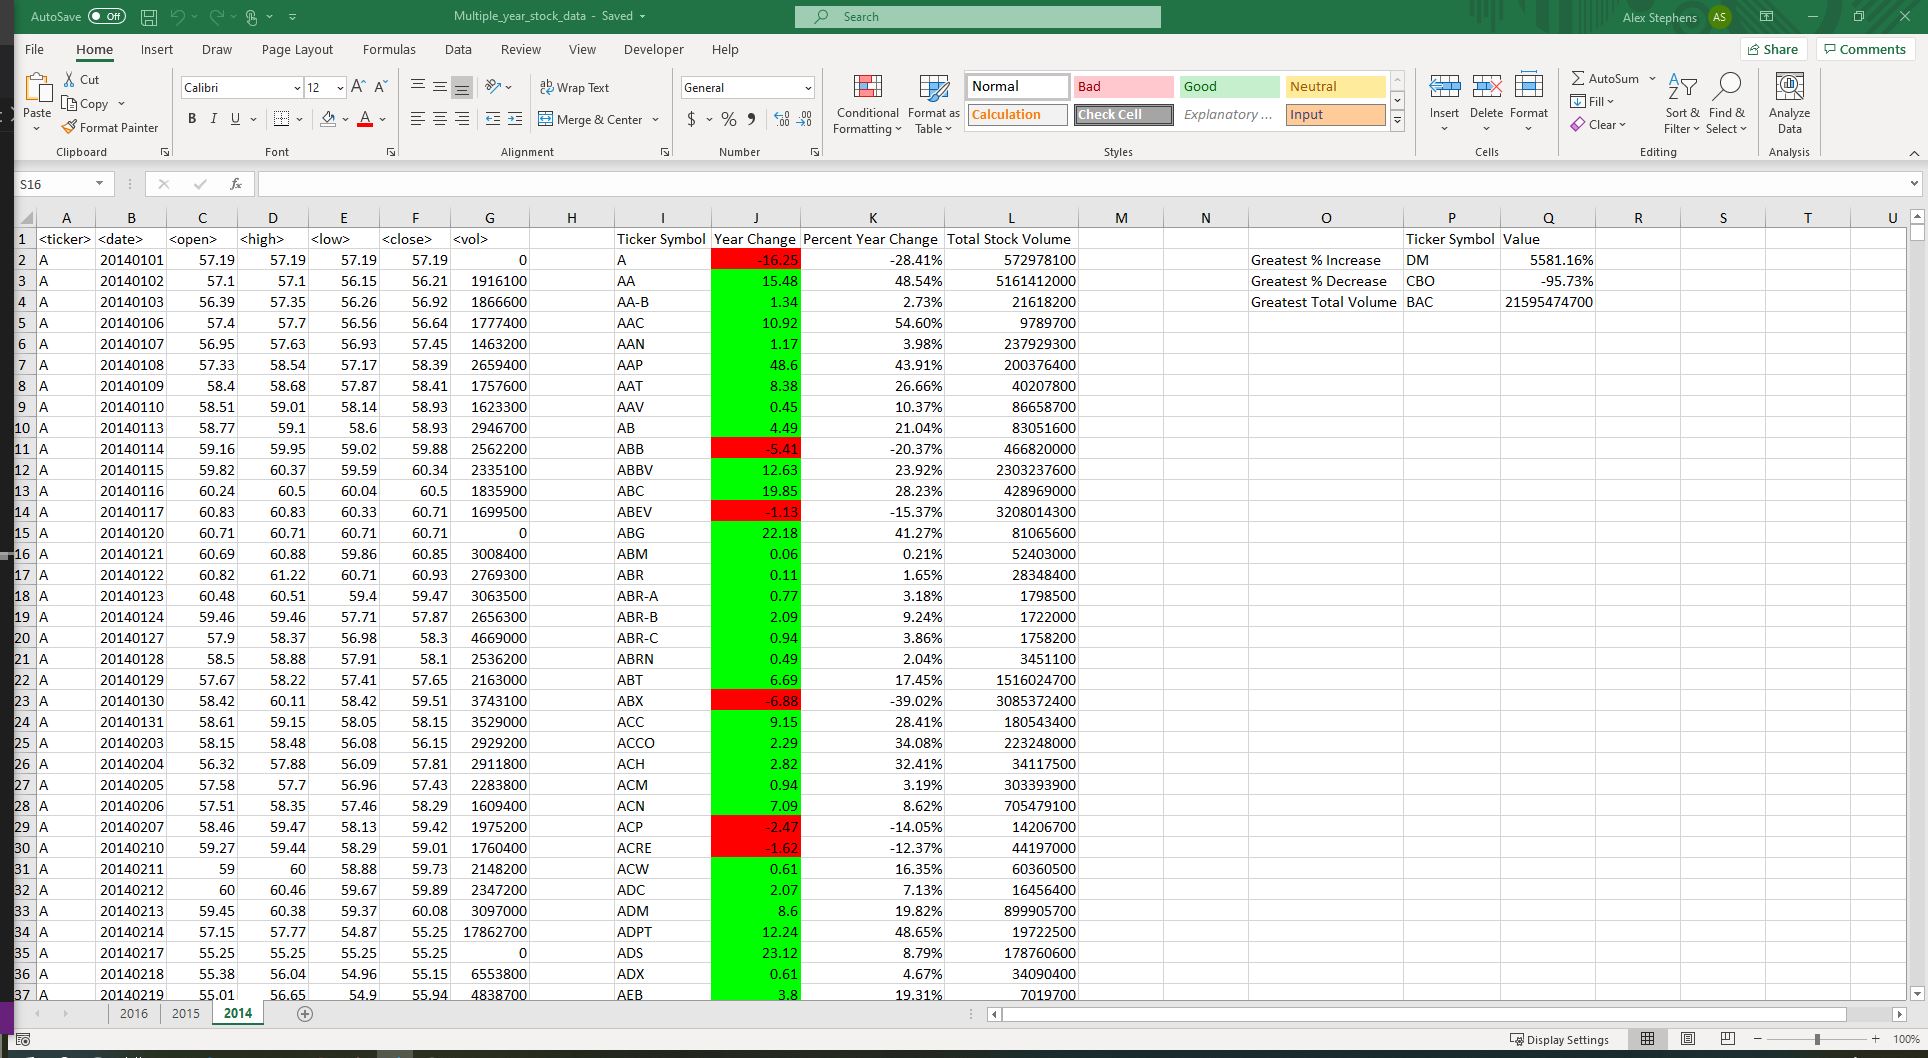 AutoSave Off Multiple_year_stock_data - Saved Search Alex Stephens AS
File Home Insert Draw Page Layout Formulas Data Review View Developer Help Share Comments
Paste Cut Copy Format Painter Clipboard
Calibri 12 A A B I U A Font
ab Wrap Text Merge & Center Alignment
General $ % 9 .00 Number
Conditional Formatting Format as Table
Normal Bad Good Neutral
Calculation Check Cell Explanatory ... Input
Styles
Insert Delete Format Cells
AutoSum Fill Clear Sort & Filter Find & Select Editing
Analyze Data Analysis
S16 fx
A B C D E F G H I J K L M N O P Q R S T U
1 <ticker> <date> <open> <high> <low> <close> <vol> Ticker Symbol Year Change Percent Year Change Total Stock Volume Ticker Symbol Value
2 A 20140101 57.19 57.19 57.19 57.19 0 A -16.25 -28.41% 572978100 Greatest % Increase DM 5581.16%
3 A 20140102 57.1 57.1 56.15 56.21 1916100 AA 15.48 48.54% 5161412000 Greatest % Decrease CBO -95.73%
4 A 20140103 56.39 57.35 56.26 56.92 1866600 AA-B 1.34 2.73% 21618200 Greatest Total Volume BAC 21595474700
5 A 20140106 57.4 57.7 56.56 56.64 1777400 AAC 10.92 54.60% 9789700
6 A 20140107 56.95 57.63 56.93 57.45 1463200 AAN 1.17 3.98% 237929300
7 A 20140108 57.33 58.54 57.17 58.39 2659400 AAP 48.6 43.91% 200376400
8 A 20140109 58.4 58.68 57.87 58.41 1757600 AAT 8.38 26.66% 40207800
9 A 20140110 58.51 59.01 58.14 58.93 1623300 AAV 0.45 10.37% 86658700
10 A 20140113 58.77 59.1 58.6 58.93 2946700 AB 4.49 21.04% 83051600
11 A 20140114 59.16 59.95 59.02 59.88 2562200 ABB -5.41 -20.37% 466820000
12 A 20140115 59.82 60.37 59.59 60.34 2335100 ABBV 12.63 23.92% 2303237600
13 A 20140116 60.24 60.5 60.04 60.5 1835900 ABC 19.85 28.23% 428969000
14 A 20140117 60.83 60.83 60.33 60.71 1699500 ABEV -1.13 -15.37% 3208014300
15 A 20140120 60.71 60.71 60.71 60.71 0 ABG 22.18 41.27% 81065600
16 A 20140121 60.69 60.88 59.86 60.85 3008400 ABM 0.06 0.21% 52403000
17 A 20140122 60.82 61.22 60.71 60.93 2769300 ABR 0.11 1.65% 28348400
18 A 20140123 60.48 60.51 59.4 59.47 3063500 ABR-A 0.77 3.18% 1798500
19 A 20140124 59.46 59.46 57.71 57.87 2656300 ABR-B 2.09 9.24% 1722000
20 A 20140127 57.9 58.37 56.98 58.3 4669000 ABR-C 0.94 3.86% 1758200
21 A 20140128 58.5 58.88 57.91 58.1 2536200 ABRN 0.49 2.04% 3451100
22 A 20140129 57.67 58.22 57.41 57.65 2163000 ABT 6.69 17.45% 1516024700
23 A 20140130 58.42 60.11 58.42 59.51 3743100 ABX -6.88 -39.02% 3085372400
24 A 20140131 58.61 59.15 58.05 58.15 3529000 ACC 9.15 28.41% 180543400
25 A 20140203 58.15 58.48 56.08 56.15 2929200 ACCO 2.29 34.08% 223248000
26 A 20140204 56.32 57.88 56.09 57.81 2911800 ACH 2.82 32.41% 34117500
27 A 20140205 57.58 57.7 56.96 57.43 2283800 ACM 0.94 3.19% 303393900
28 A 20140206 57.51 58.35 57.46 58.29 1609400 ACN 7.09 8.62% 705479100
29 A 20140207 58.46 59.47 58.13 59.42 1975200 ACP -2.47 -14.05% 14206700
30 A 20140210 59.27 59.44 58.29 59.01 1760400 ACRE -1.62 -12.37% 44197000
31 A 20140211 59 60 58.88 59.73 2148200 ACW 0.61 16.35% 60360500
32 A 20140212 60 60.46 59.67 59.89 2347200 ADC 2.07 7.13% 16456400
33 A 20140213 59.45 60.38 59.37 60.08 3097000 ADM 8.6 19.82% 899905700
34 A 20140214 57.15 57.77 54.87 55.25 17862700 ADPT 12.24 48.65% 19722500
35 A 20140217 55.25 55.25 55.25 55.25 0 ADS 23.12 8.79% 178760600
36 A 20140218 55.38 56.04 54.96 55.15 6553800 ADX 0.61 4.67% 34090400
37 A 20140219 55.01 56.65 54.9 55.94 4838700 AEB 3.8 19.31% 7019700
2016 2015 2014
Display Settings 100%